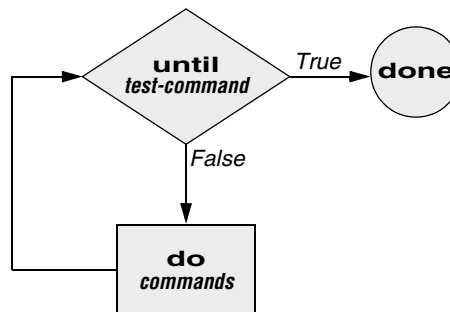 until
test-command
True
done
False
do
commands